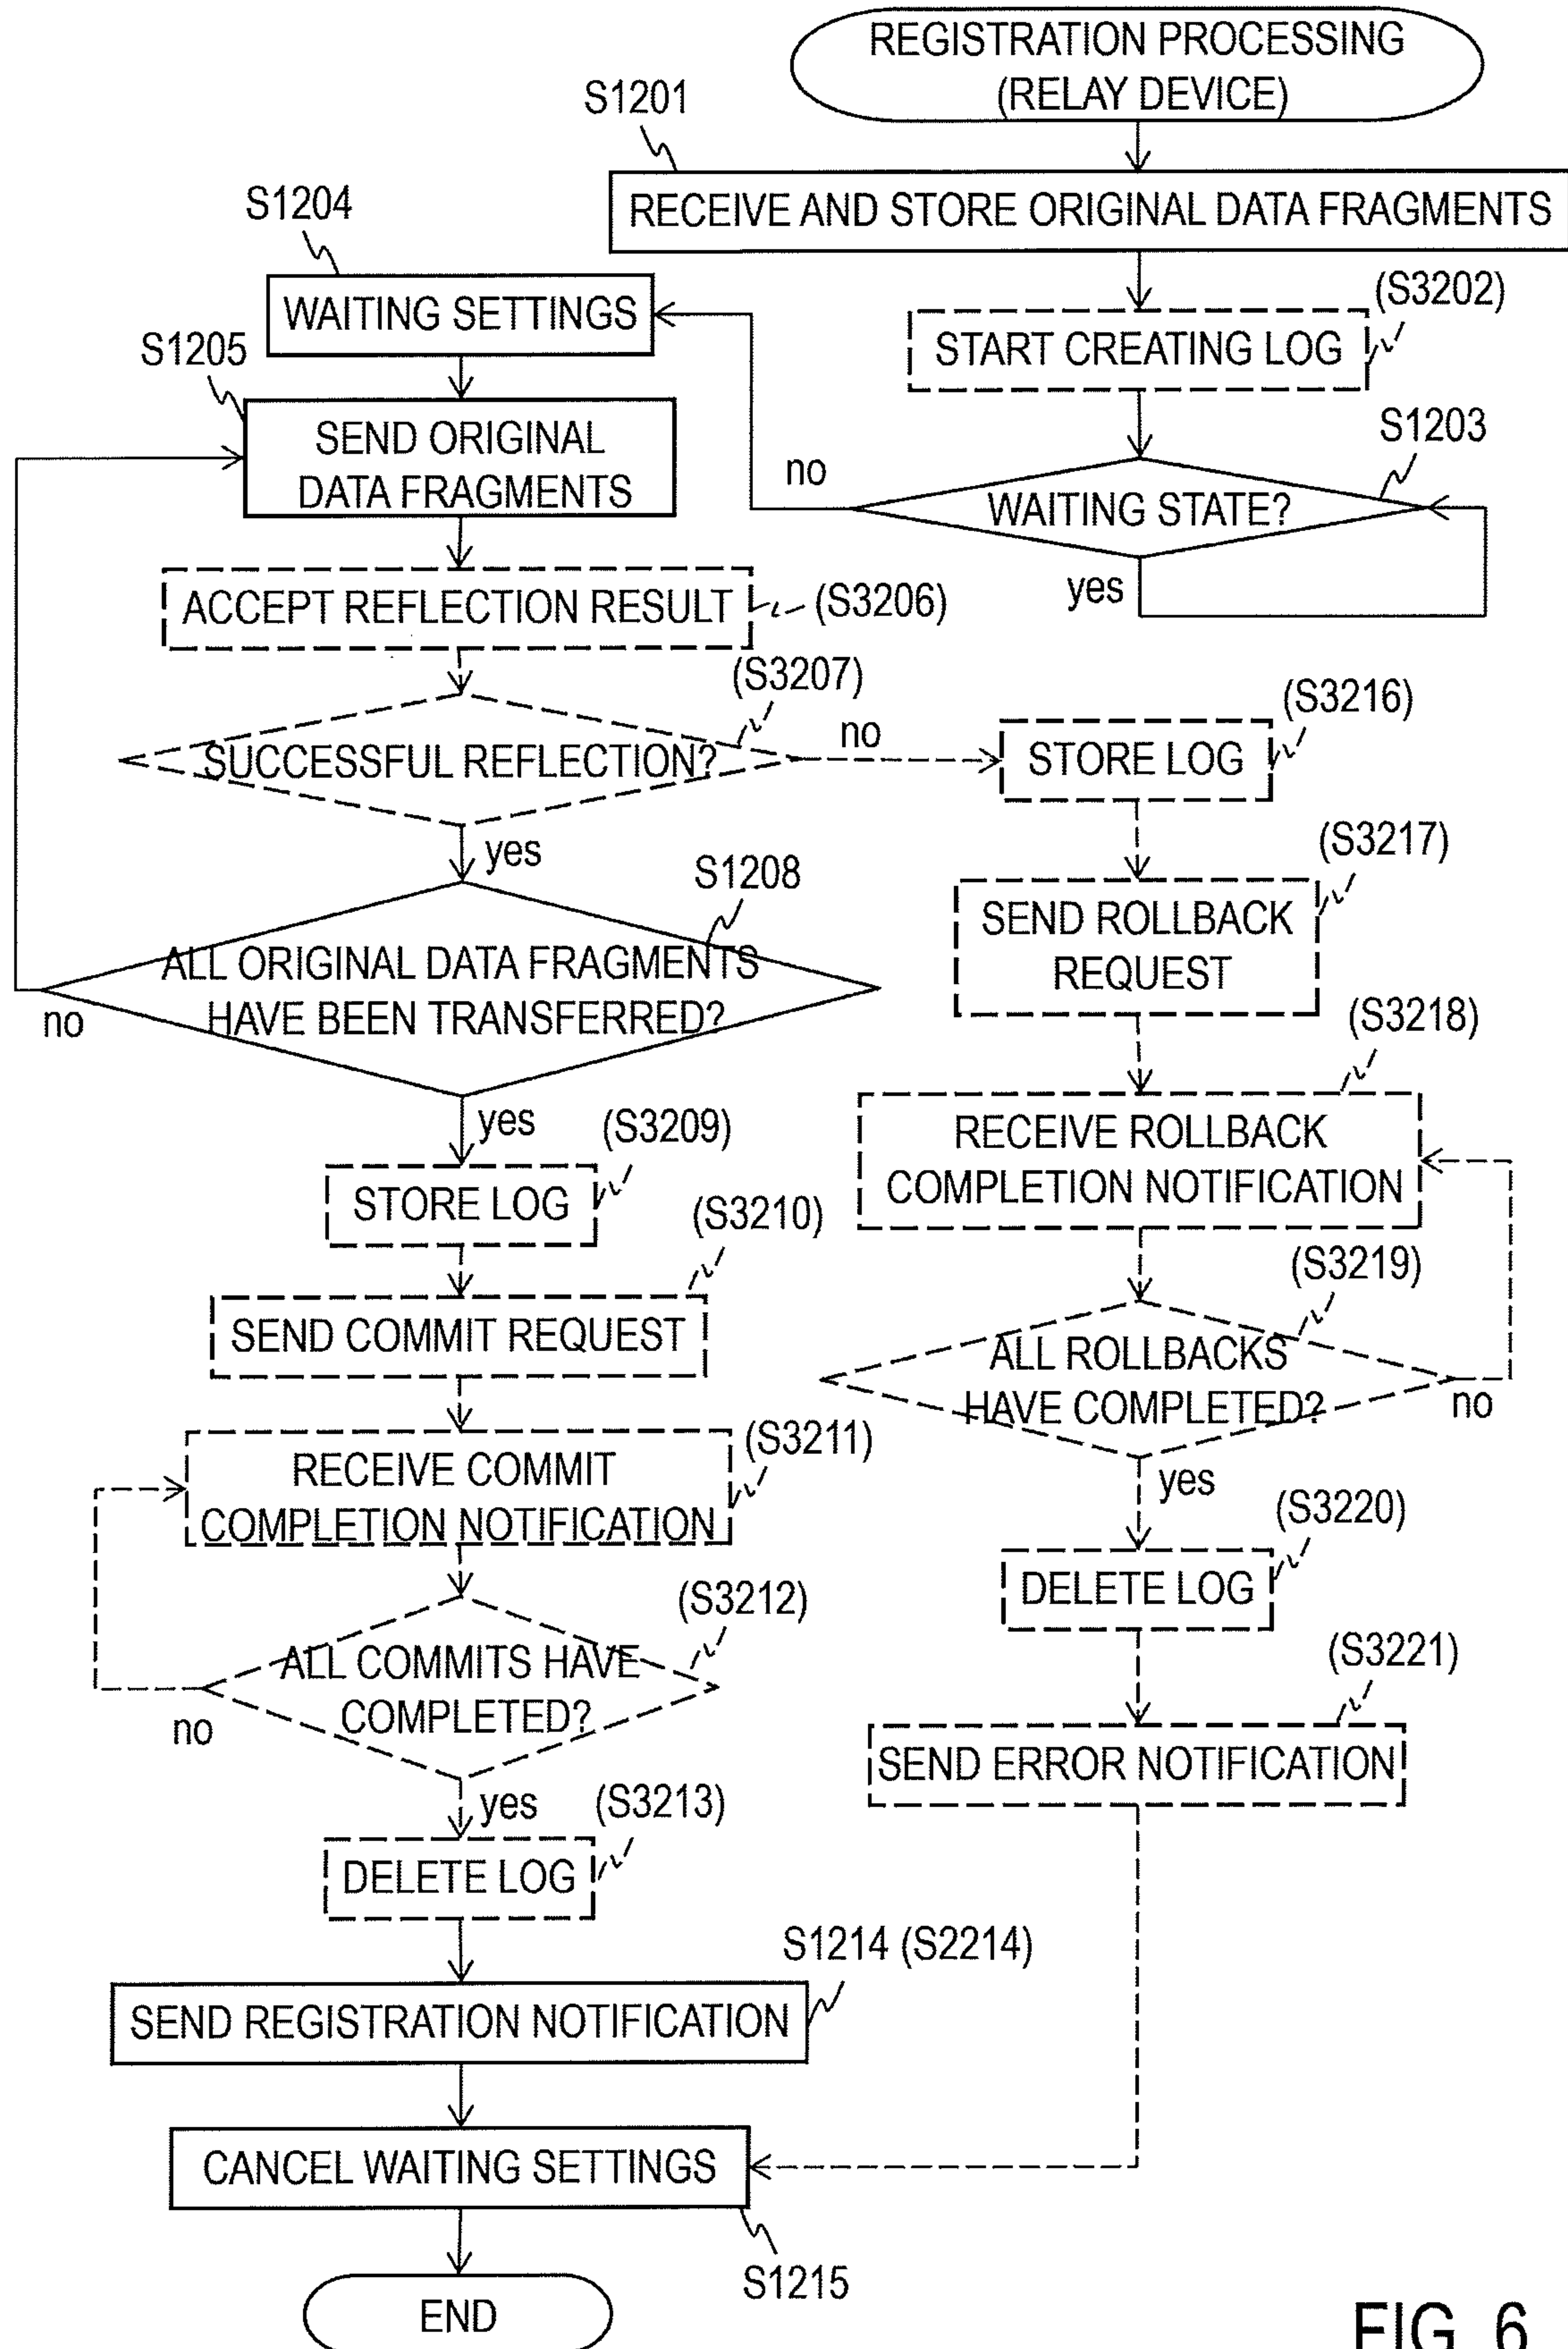 REGISTRATION PROCESSING
(RELAY DEVICE)
S1201
RECEIVE AND STORE ORIGINAL DATA FRAGMENTS
(S3202)
START CREATING LOG
S1203
WAITING STATE?
no
yes
S1204
WAITING SETTINGS
S1205
SEND ORIGINAL
DATA FRAGMENTS
ACCEPT REFLECTION RESULT
(S3206)
(S3207)
SUCCESSFUL REFLECTION?
no
yes
S1208
ALL ORIGINAL DATA FRAGMENTS
HAVE BEEN TRANSFERRED?
no
yes
(S3209)
STORE LOG
(S3210)
SEND COMMIT REQUEST
(S3211)
RECEIVE COMMIT
COMPLETION NOTIFICATION
(S3212)
ALL COMMITS HAVE
COMPLETED?
no
yes
(S3213)
DELETE LOG
S1214 (S2214)
SEND REGISTRATION NOTIFICATION
CANCEL WAITING SETTINGS
S1215
END
(S3216)
STORE LOG
(S3217)
SEND ROLLBACK
REQUEST
(S3218)
RECEIVE ROLLBACK
COMPLETION NOTIFICATION
(S3219)
ALL ROLLBACKS
HAVE COMPLETED?
no
yes
(S3220)
DELETE LOG
(S3221)
SEND ERROR NOTIFICATION
FIG. 6